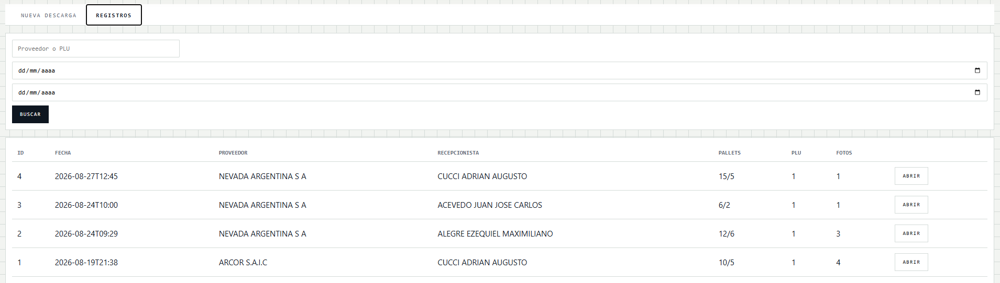 NUEVA DESCARGA REGISTROS
Proveedor o PLU
dd/mm/aaaa
dd/mm/aaaa
BUSCAR
ID FECHA PROVEEDOR RECEPCIONISTA PALLETS PLU FOTOS
4 2026-08-27T12:45 NEVADA ARGENTINA S A CUCCI ADRIAN AUGUSTO 15/5 1 1 ABRIR
3 2026-08-24T10:00 NEVADA ARGENTINA S A ACEVEDO JUAN JOSE CARLOS 6/2 1 1 ABRIR
2 2026-08-24T09:29 NEVADA ARGENTINA S A ALEGRE EZEQUIEL MAXIMILIANO 12/6 1 3 ABRIR
1 2026-08-19T21:38 ARCOR S.A.I.C CUCCI ADRIAN AUGUSTO 10/5 1 4 ABRIR